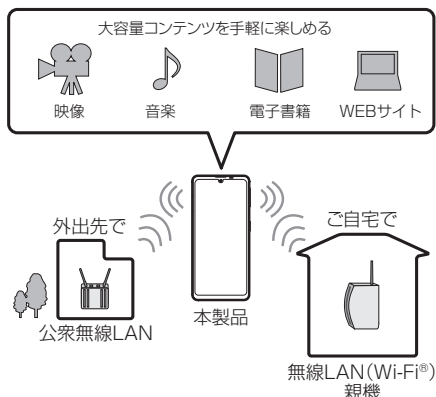 大容量コンテンツを手軽に楽しめる
映像
音楽
電子書籍
WEBサイト
外出先で
ご自宅で
公衆無線LAN
本製品
無線LAN（Wi-Fi®）
親機